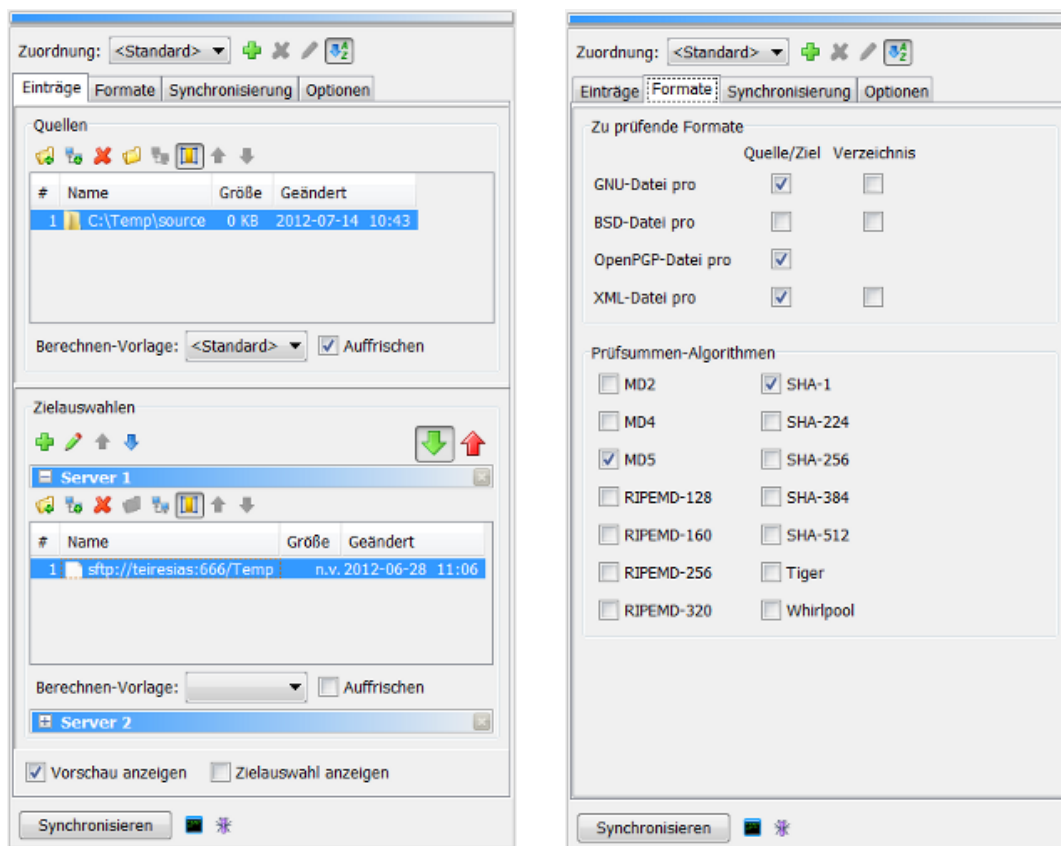 Zuordnung: <Standard>
Einträge Formate Synchronisierung Optionen
Quellen
# Name Größe Geändert
1 C:\Temp\source 0 KB 2012-07-14 10:43
Berechnen-Vorlage: <Standard> Auffrischen
Zielauswahlen
Server 1
# Name Größe Geändert
1 sftp://teiresias:666/Temp n.v. 2012-06-28 11:06
Berechnen-Vorlage: Auffrischen
Server 2
Vorschau anzeigen Zielauswahl anzeigen
Synchronisieren
Zuordnung: <Standard>
Einträge Formate Synchronisierung Optionen
Zu prüfende Formate
Quelle/Ziel Verzeichnis
GNU-Datei pro
BSD-Datei pro
OpenPGP-Datei pro
XML-Datei pro
Prüfsummen-Algorithmen
MD2 SHA-1
MD4 SHA-224
MD5 SHA-256
RIPEMD-128 SHA-384
RIPEMD-160 SHA-512
RIPEMD-256 Tiger
RIPEMD-320 Whirlpool
Synchronisieren